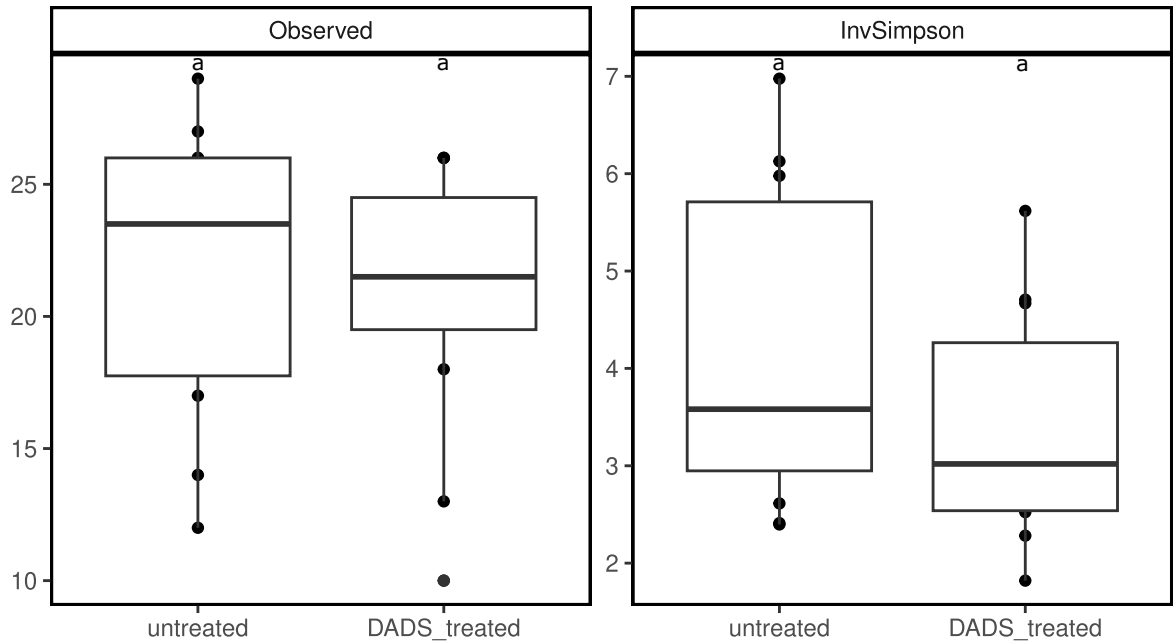 Observed
InvSimpson
a
a
a
a
25
20
15
10
7
6
5
4
3
2
untreated
DADS_treated
untreated
DADS_treated